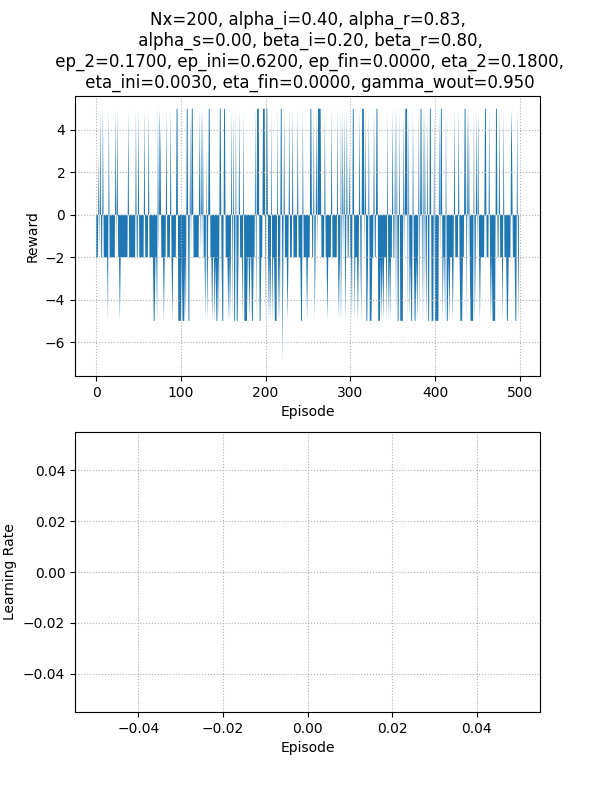 Nx=200, alpha_i=0.40, alpha_r=0.83,
alpha_s=0.00, beta_i=0.20, beta_r=0.80,
ep_2=0.1700, ep_ini=0.6200, ep_fin=0.0000, eta_2=0.1800,
eta_ini=0.0030, eta_fin=0.0000, gamma_wout=0.950
4
2
0
−2
−4
−6
Reward
0 100 200 300 400 500
Episode
0.04
0.02
0.00
−0.02
−0.04
Learning Rate
−0.04 −0.02 0.00 0.02 0.04
Episode